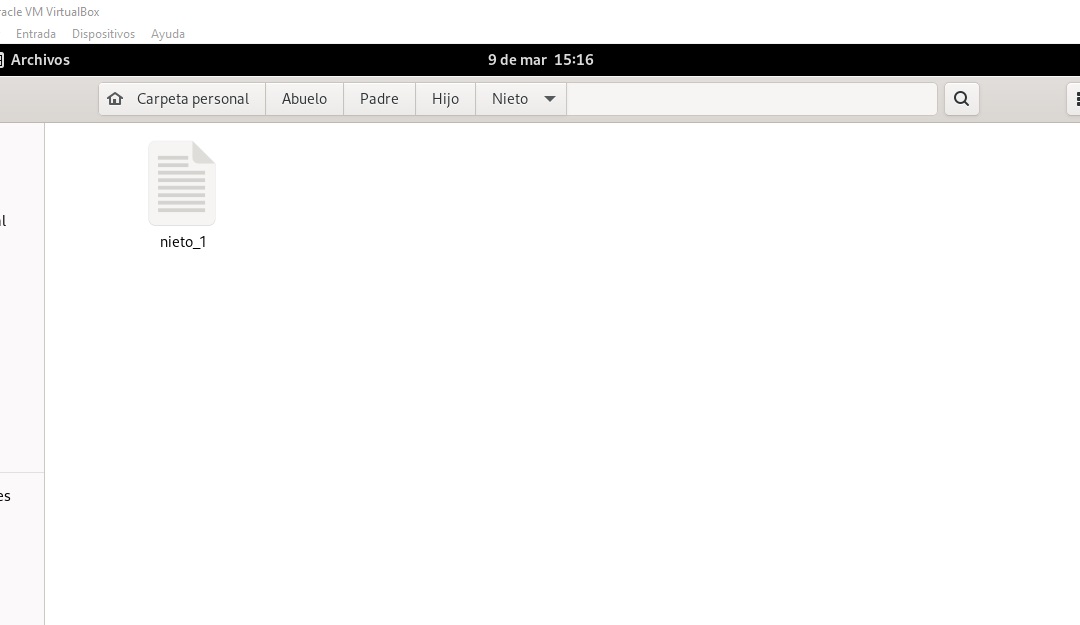 acle VM VirtualBox
Entrada Dispositivos Ayuda
Archivos 9 de mar 15:16
Carpeta personal Abuelo Padre Hijo Nieto
nieto_1
al
es